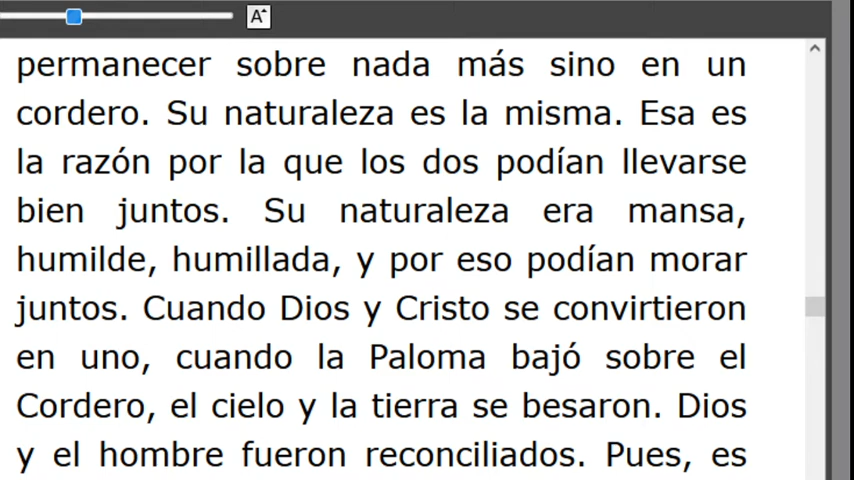 A
permanecer sobre nada más sino en un
cordero. Su naturaleza es la misma. Esa es
la razón por la que los dos podían llevarse
bien juntos. Su naturaleza era mansa,
humilde, humillada, y por eso podían morar
juntos. Cuando Dios y Cristo se convirtieron
en uno, cuando la Paloma bajó sobre el
Cordero, el cielo y la tierra se besaron. Dios
y el hombre fueron reconciliados. Pues, es